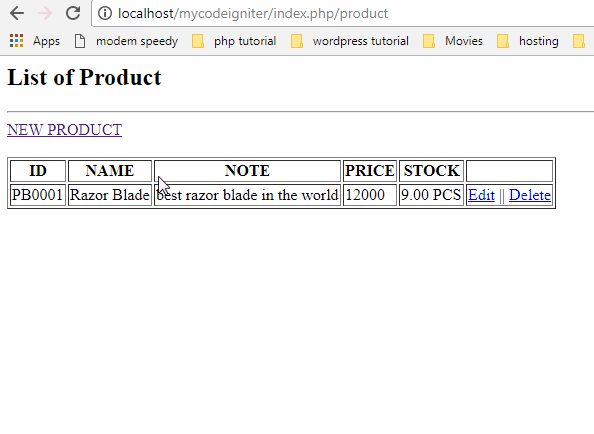 localhost/mycodeigniter/index.php/product
Apps modem speedy php tutorial wordpress tutorial Movies hosting
List of Product
NEW PRODUCT
ID NAME NOTE PRICE STOCK
PB0001 Razor Blade best razor blade in the world 12000 9.00 PCS Edit || Delete